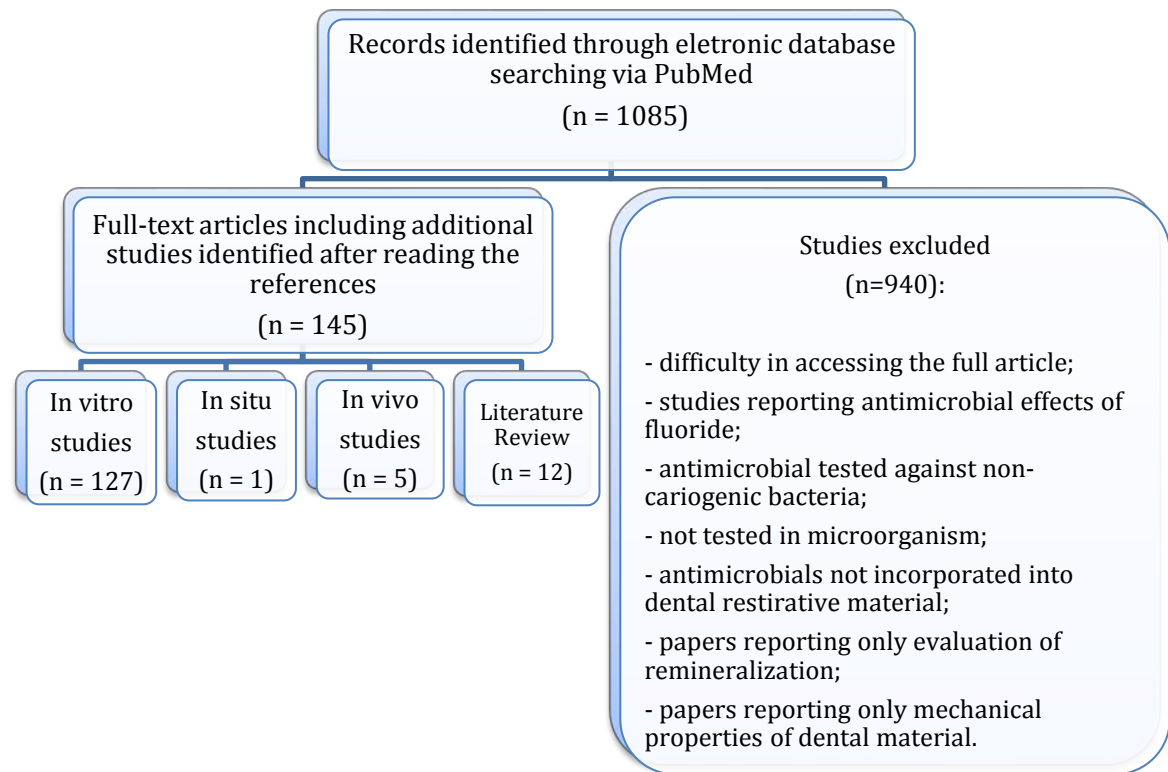 Records identified through eletronic database
searching via PubMed
(n = 1085)
Full-text articles including additional
studies identified after reading the
references
(n = 145)
In vitro
studies
(n = 127)
In situ
studies
(n = 1)
In vivo
studies
(n = 5)
Literature
Review
(n = 12)
Studies excluded
(n=940):
- difficulty in accessing the full article;
- studies reporting antimicrobial effects of
fluoride;
- antimicrobial tested against non-
cariogenic bacteria;
- not tested in microorganism;
- antimicrobials not incorporated into
dental restirative material;
- papers reporting only evaluation of
remineralization;
- papers reporting only mechanical
properties of dental material.